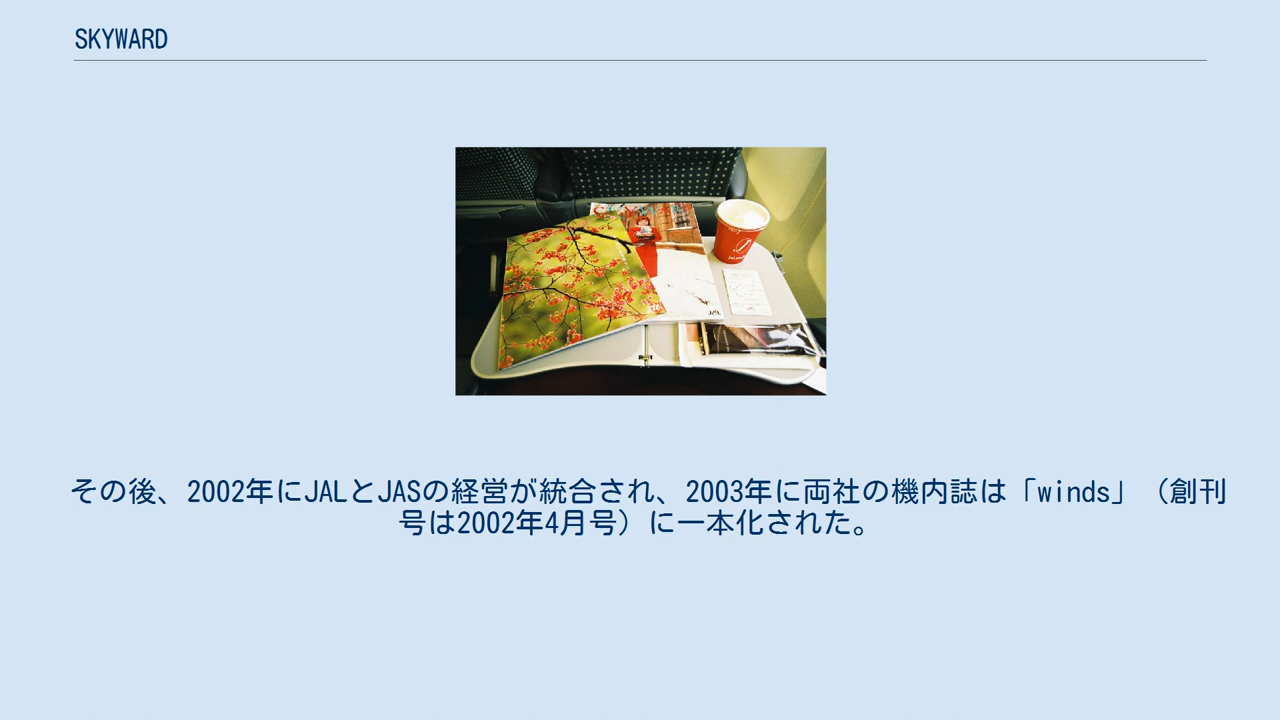 SKYWARD
JAL
その後、2002年にJALとJASの経営が統合され、2003年に両社の機内誌は「winds」（創刊
号は2002年4月号）に一本化された。